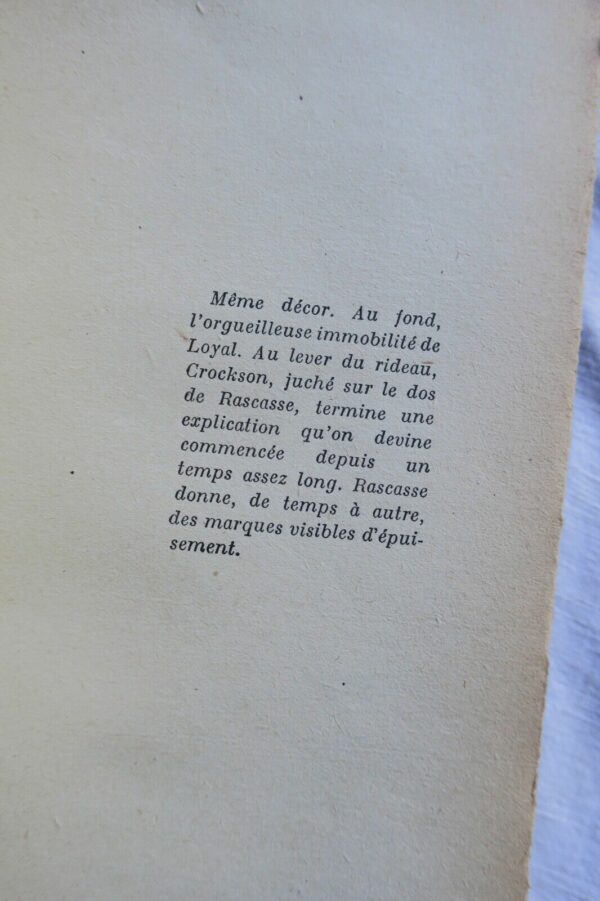 Même décor. Au fond,
l'orgueilleuse immobilité de
Loyal. Au lever du rideau,
Crockson, juché sur le dos
de Rascasse, termine une
explication qu'on devine
commencée depuis un
temps assez long. Rascasse
donne, de temps à autre,
des marques visibles d'épui-
sement.